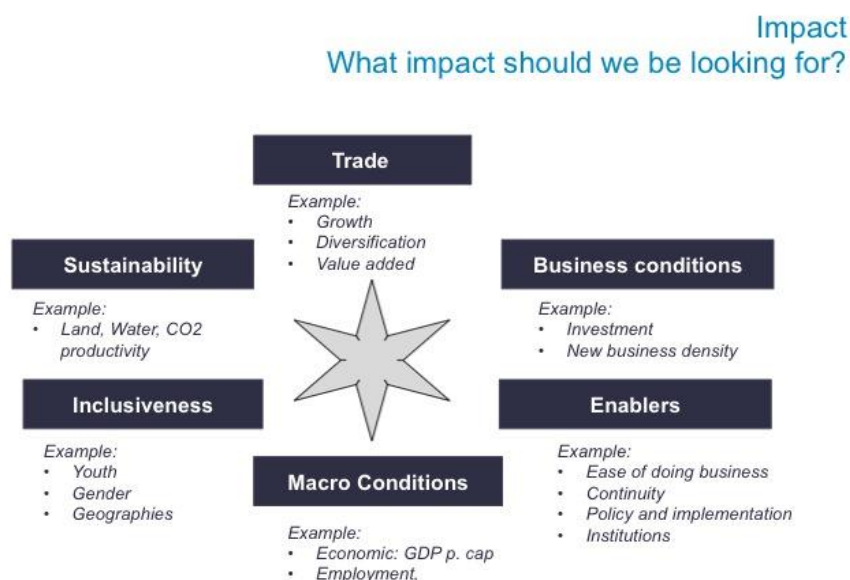 Impact
What impact should we be looking for?
Trade
Example:
• Growth
• Diversification
• Value added
Sustainability
Example:
• Land, Water, CO2
productivity
Business conditions
Example:
• Investment
• New business density
Inclusiveness
Example:
• Youth
• Gender
• Geographies
Enablers
Example:
• Ease of doing business
• Continuity
• Policy and implementation
• Institutions
Macro Conditions
Example:
• Economic: GDP p. cap
• Employment.